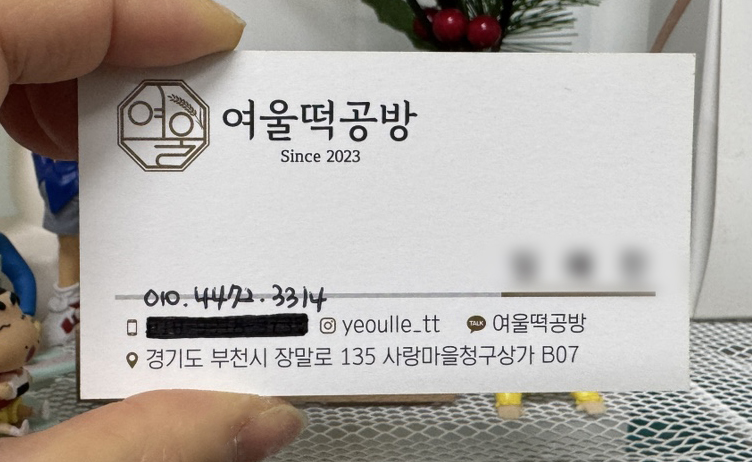 여울
여울떡공방
Since 2023
010.4472.3314
yeoulle_tt TALK 여울떡공방
경기도 부천시 장말로 135 사랑마을청구상가 B07